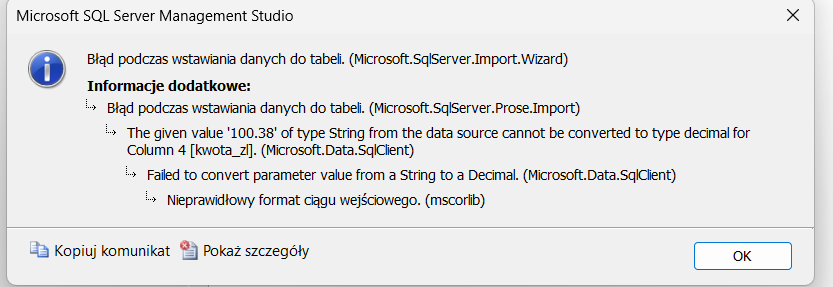 Microsoft SQL Server Management Studio
Błąd podczas wstawiania danych do tabeli. (Microsoft.SqlServer.Import.Wizard)
Informacje dodatkowe:
Błąd podczas wstawiania danych do tabeli. (Microsoft.SqlServer.Prose.Import)
The given value '100.38' of type String from the data source cannot be converted to type decimal for
Column 4 [kwota_zl]. (Microsoft.Data.SqlClient)
Failed to convert parameter value from a String to a Decimal. (Microsoft.Data.SqlClient)
Nieprawidłowy format ciągu wejściowego. (mscorlib)
Kopiuj komunikat Pokaż szczegóły OK